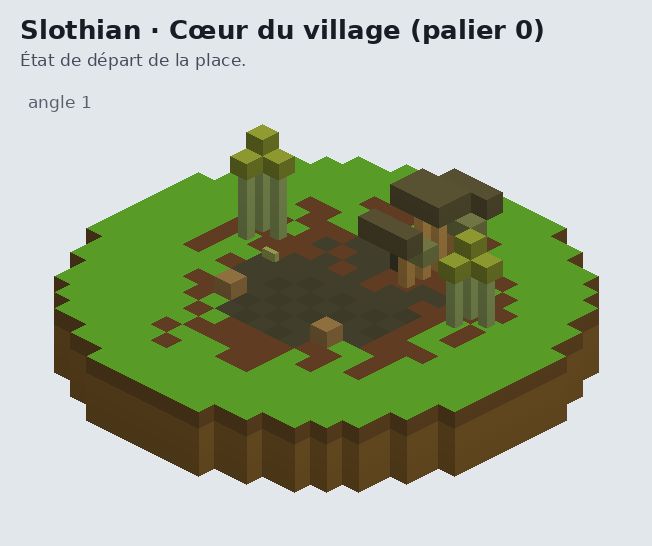 Slothian · Cœur du village (palier 0)
État de départ de la place.
angle 1